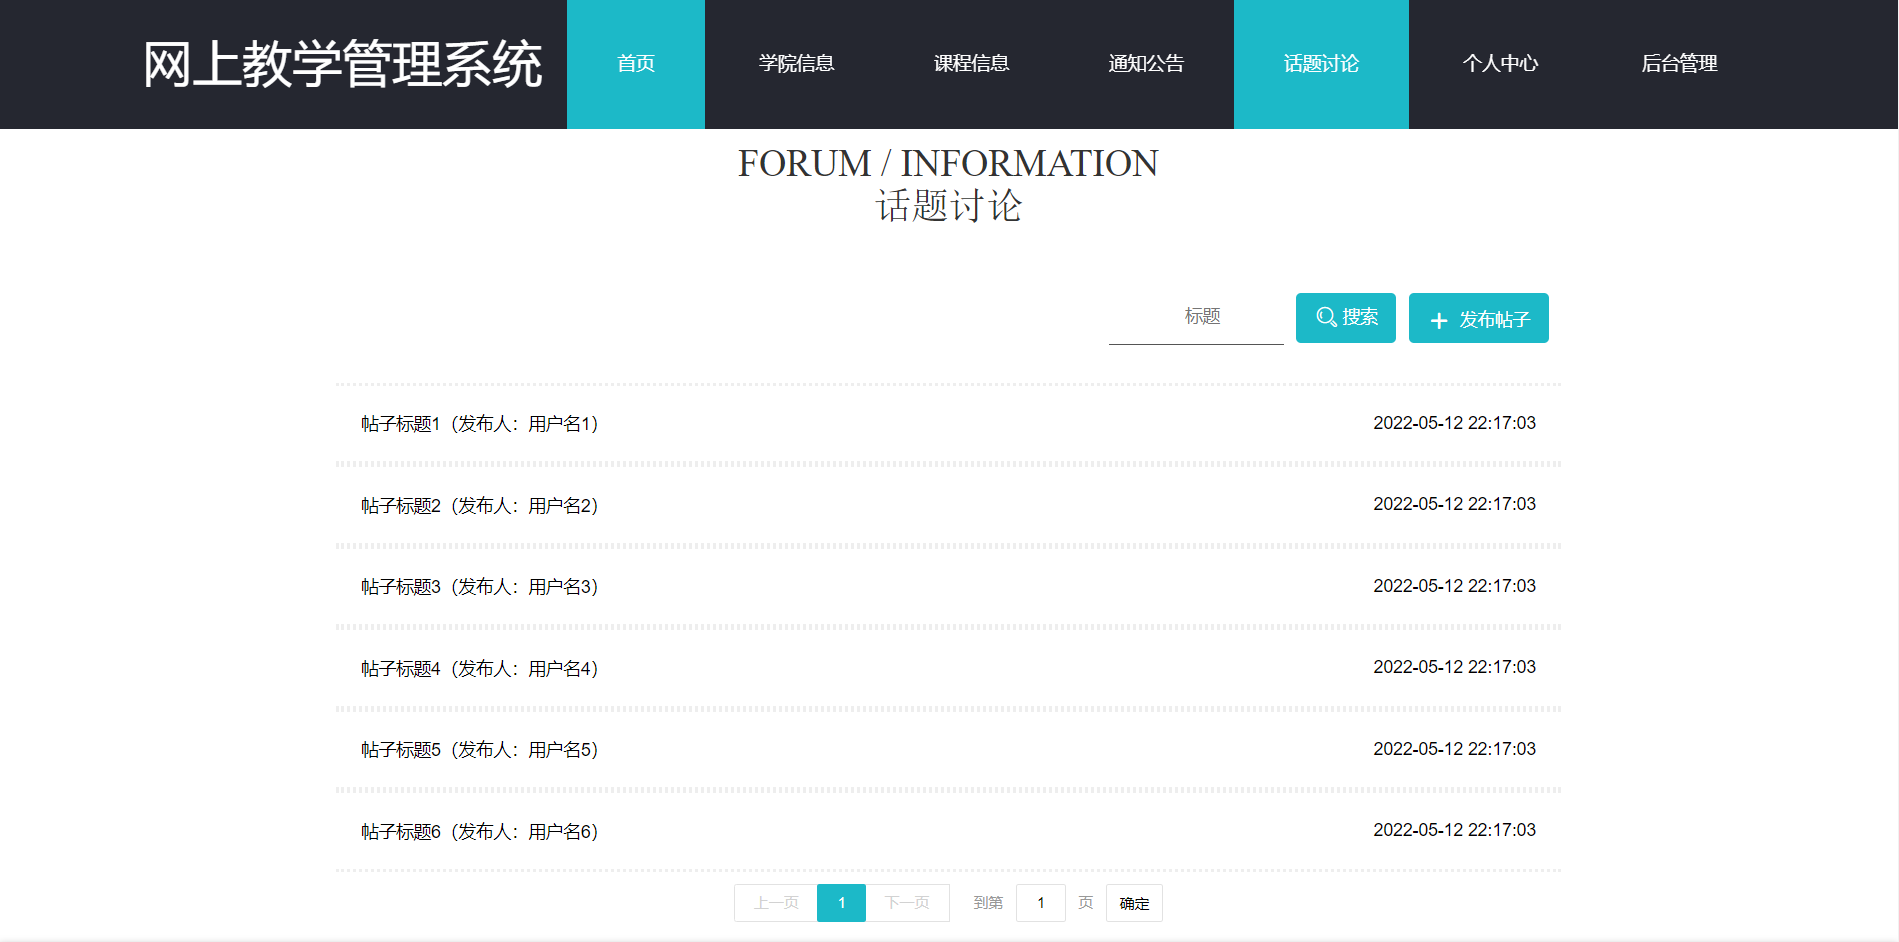 网上教学管理系统 首页 学院信息 课程信息 通知公告 话题讨论 个人中心 后台管理
FORUM / INFORMATION
话题讨论
标题 搜索 + 发布帖子
帖子标题1（发布人：用户名1） 2022-05-12 22:17:03
帖子标题2（发布人：用户名2） 2022-05-12 22:17:03
帖子标题3（发布人：用户名3） 2022-05-12 22:17:03
帖子标题4（发布人：用户名4） 2022-05-12 22:17:03
帖子标题5（发布人：用户名5） 2022-05-12 22:17:03
帖子标题6（发布人：用户名6） 2022-05-12 22:17:03
上一页 1 下一页 到第 1 页 确定